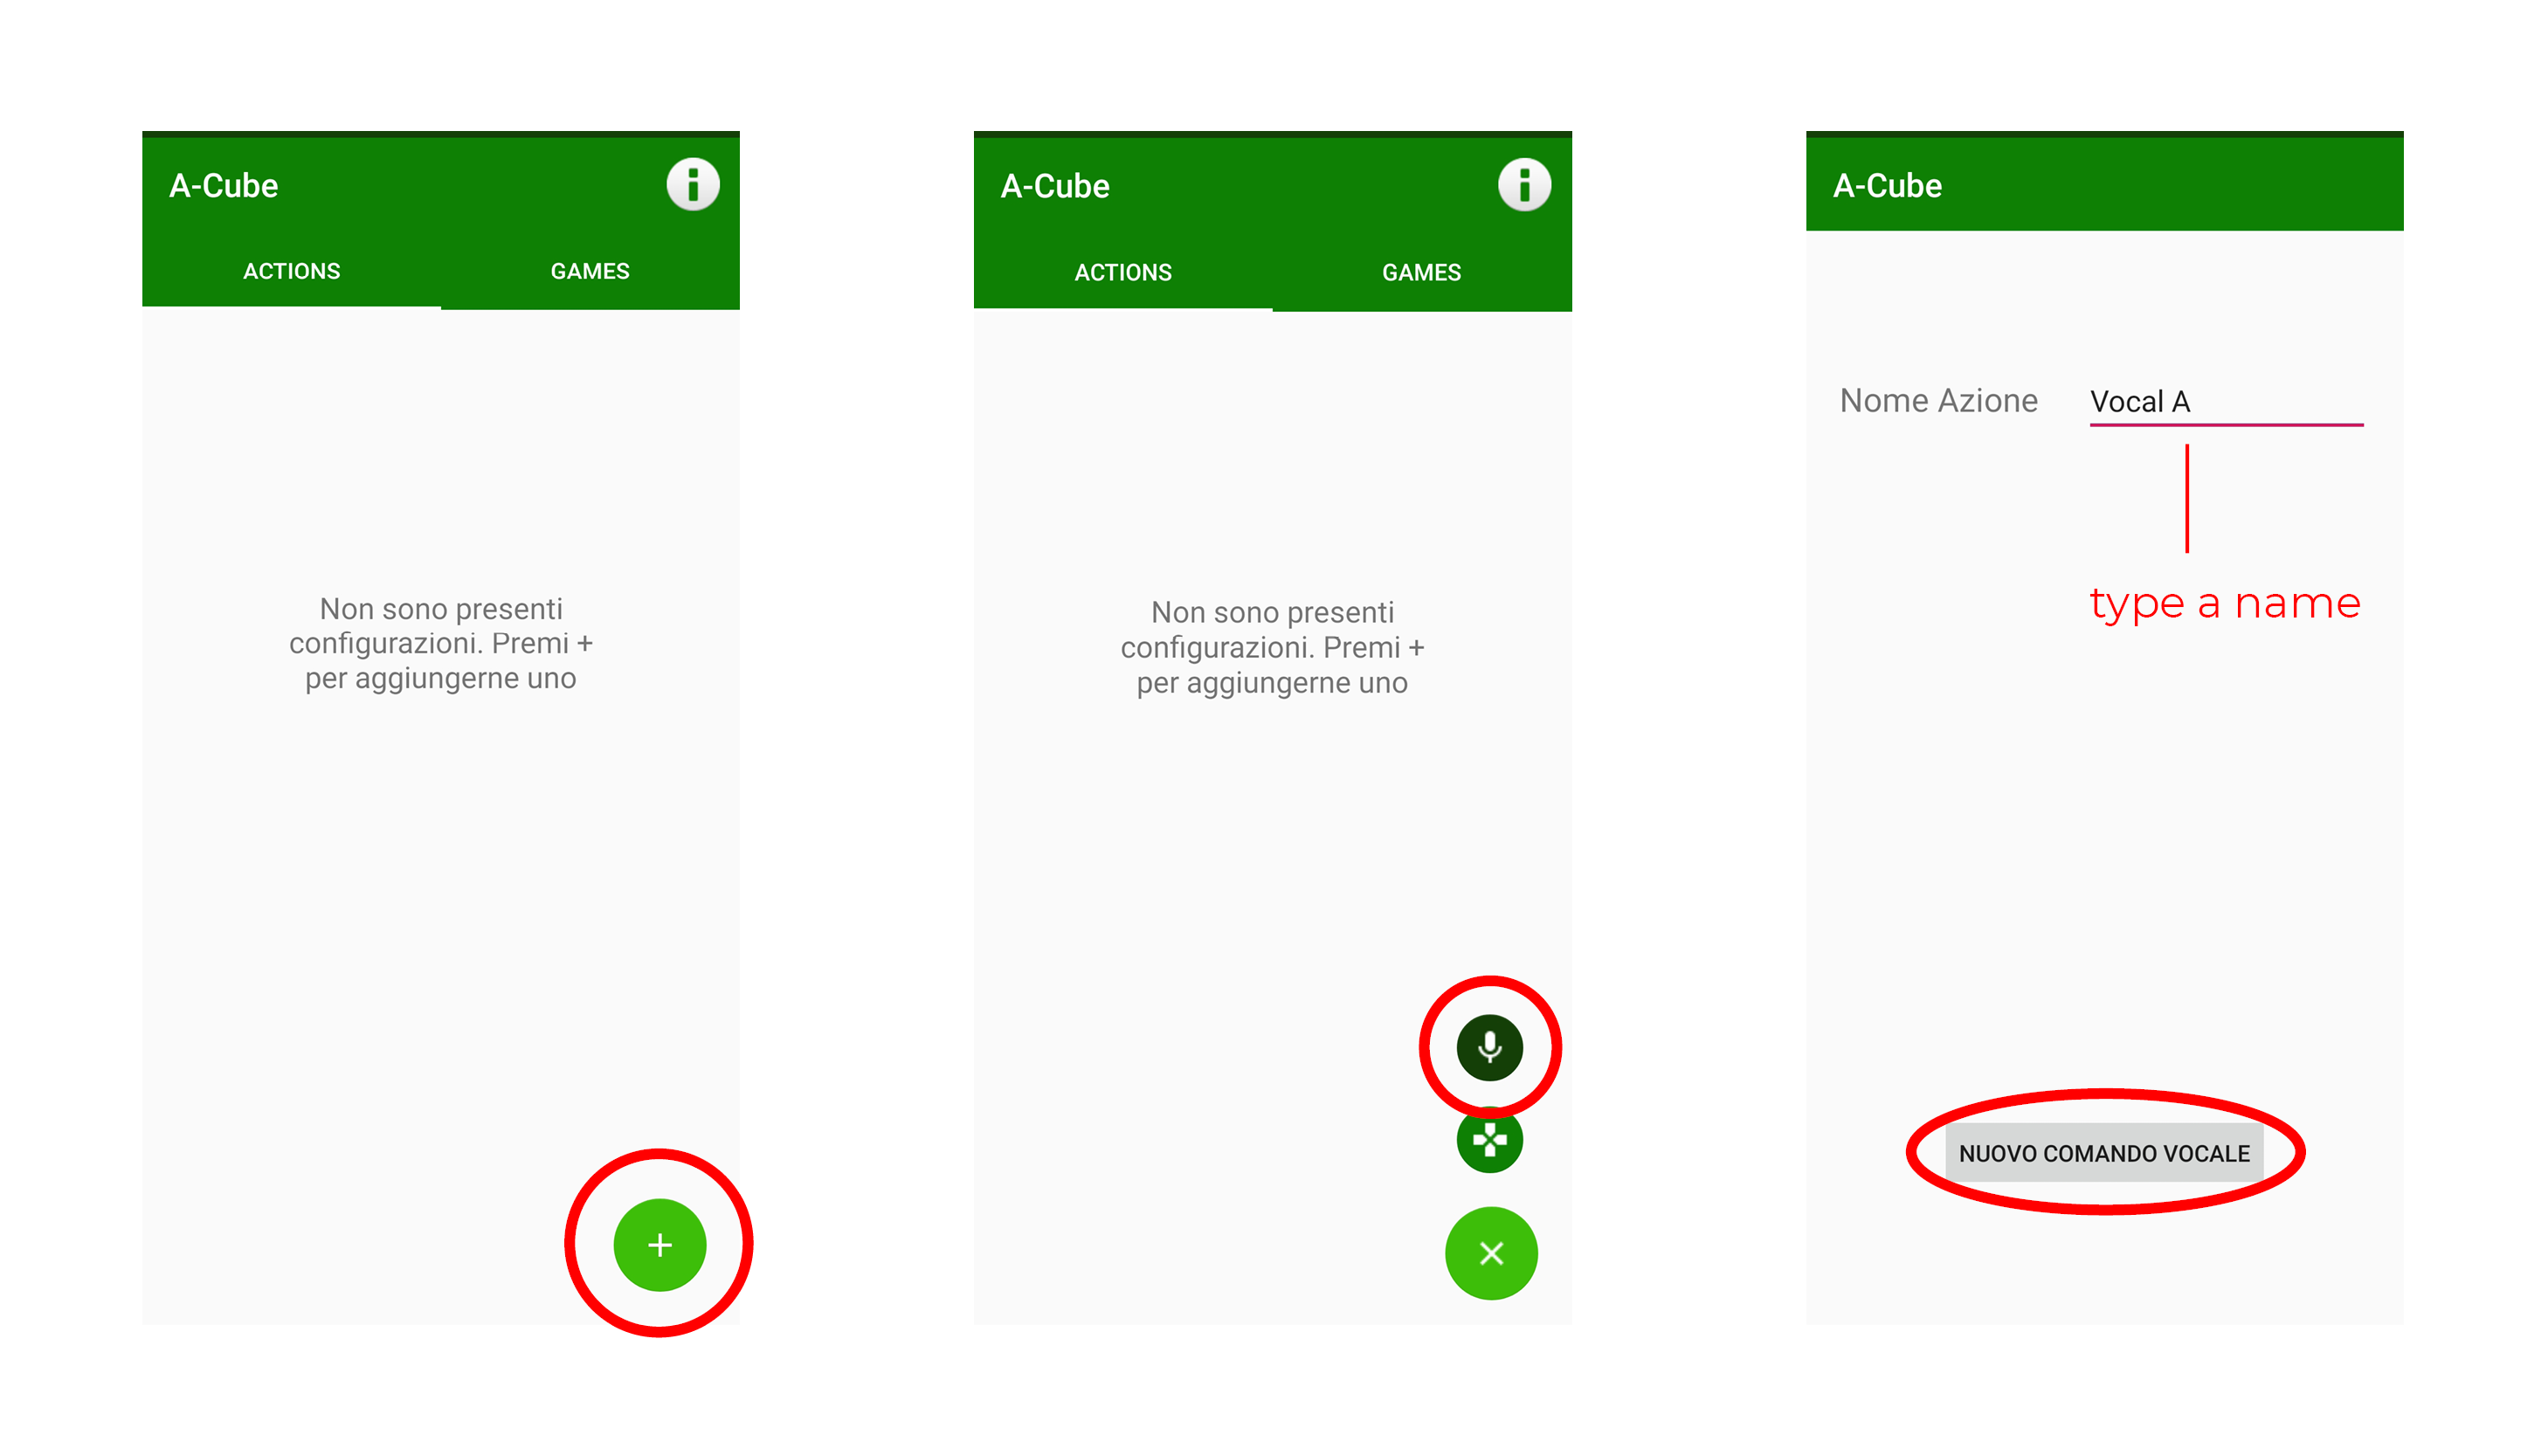 A-Cube
ACTIONS GAMES
Non sono presenti
configurazioni. Premi +
per aggiungerne uno
A-Cube
ACTIONS GAMES
Non sono presenti
configurazioni. Premi +
per aggiungerne uno
A-Cube
Nome Azione Vocal A
type a name
NUOVO COMANDO VOCALE